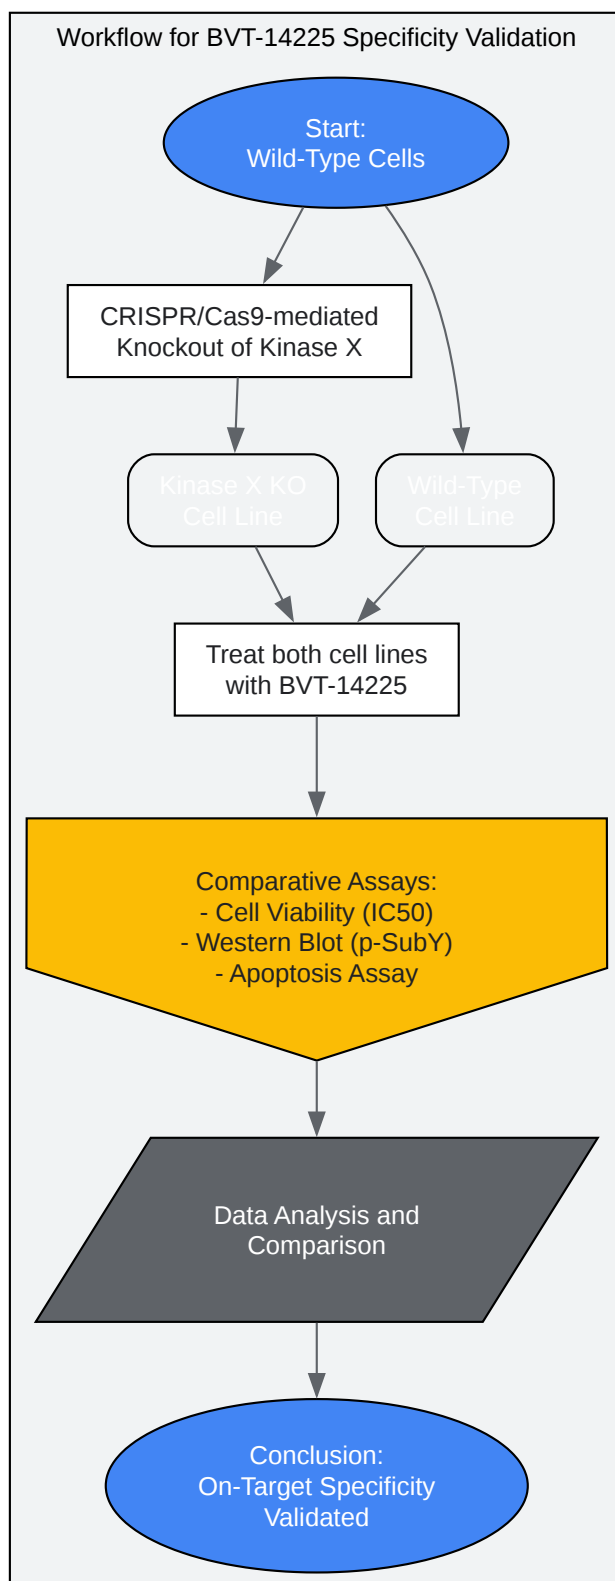 Workflow for BVT-14225 Specificity Validation
Start:
Wild-Type Cells
CRISPR/Cas9-mediated
Knockout of Kinase X
Kinase X KO
Cell Line
Wild-Type
Cell Line
Treat both cell lines
with BVT-14225
Comparative Assays:
- Cell Viability (IC50)
- Western Blot (p-SubY)
- Apoptosis Assay
Data Analysis and
Comparison
Conclusion:
On-Target Specificity
Validated